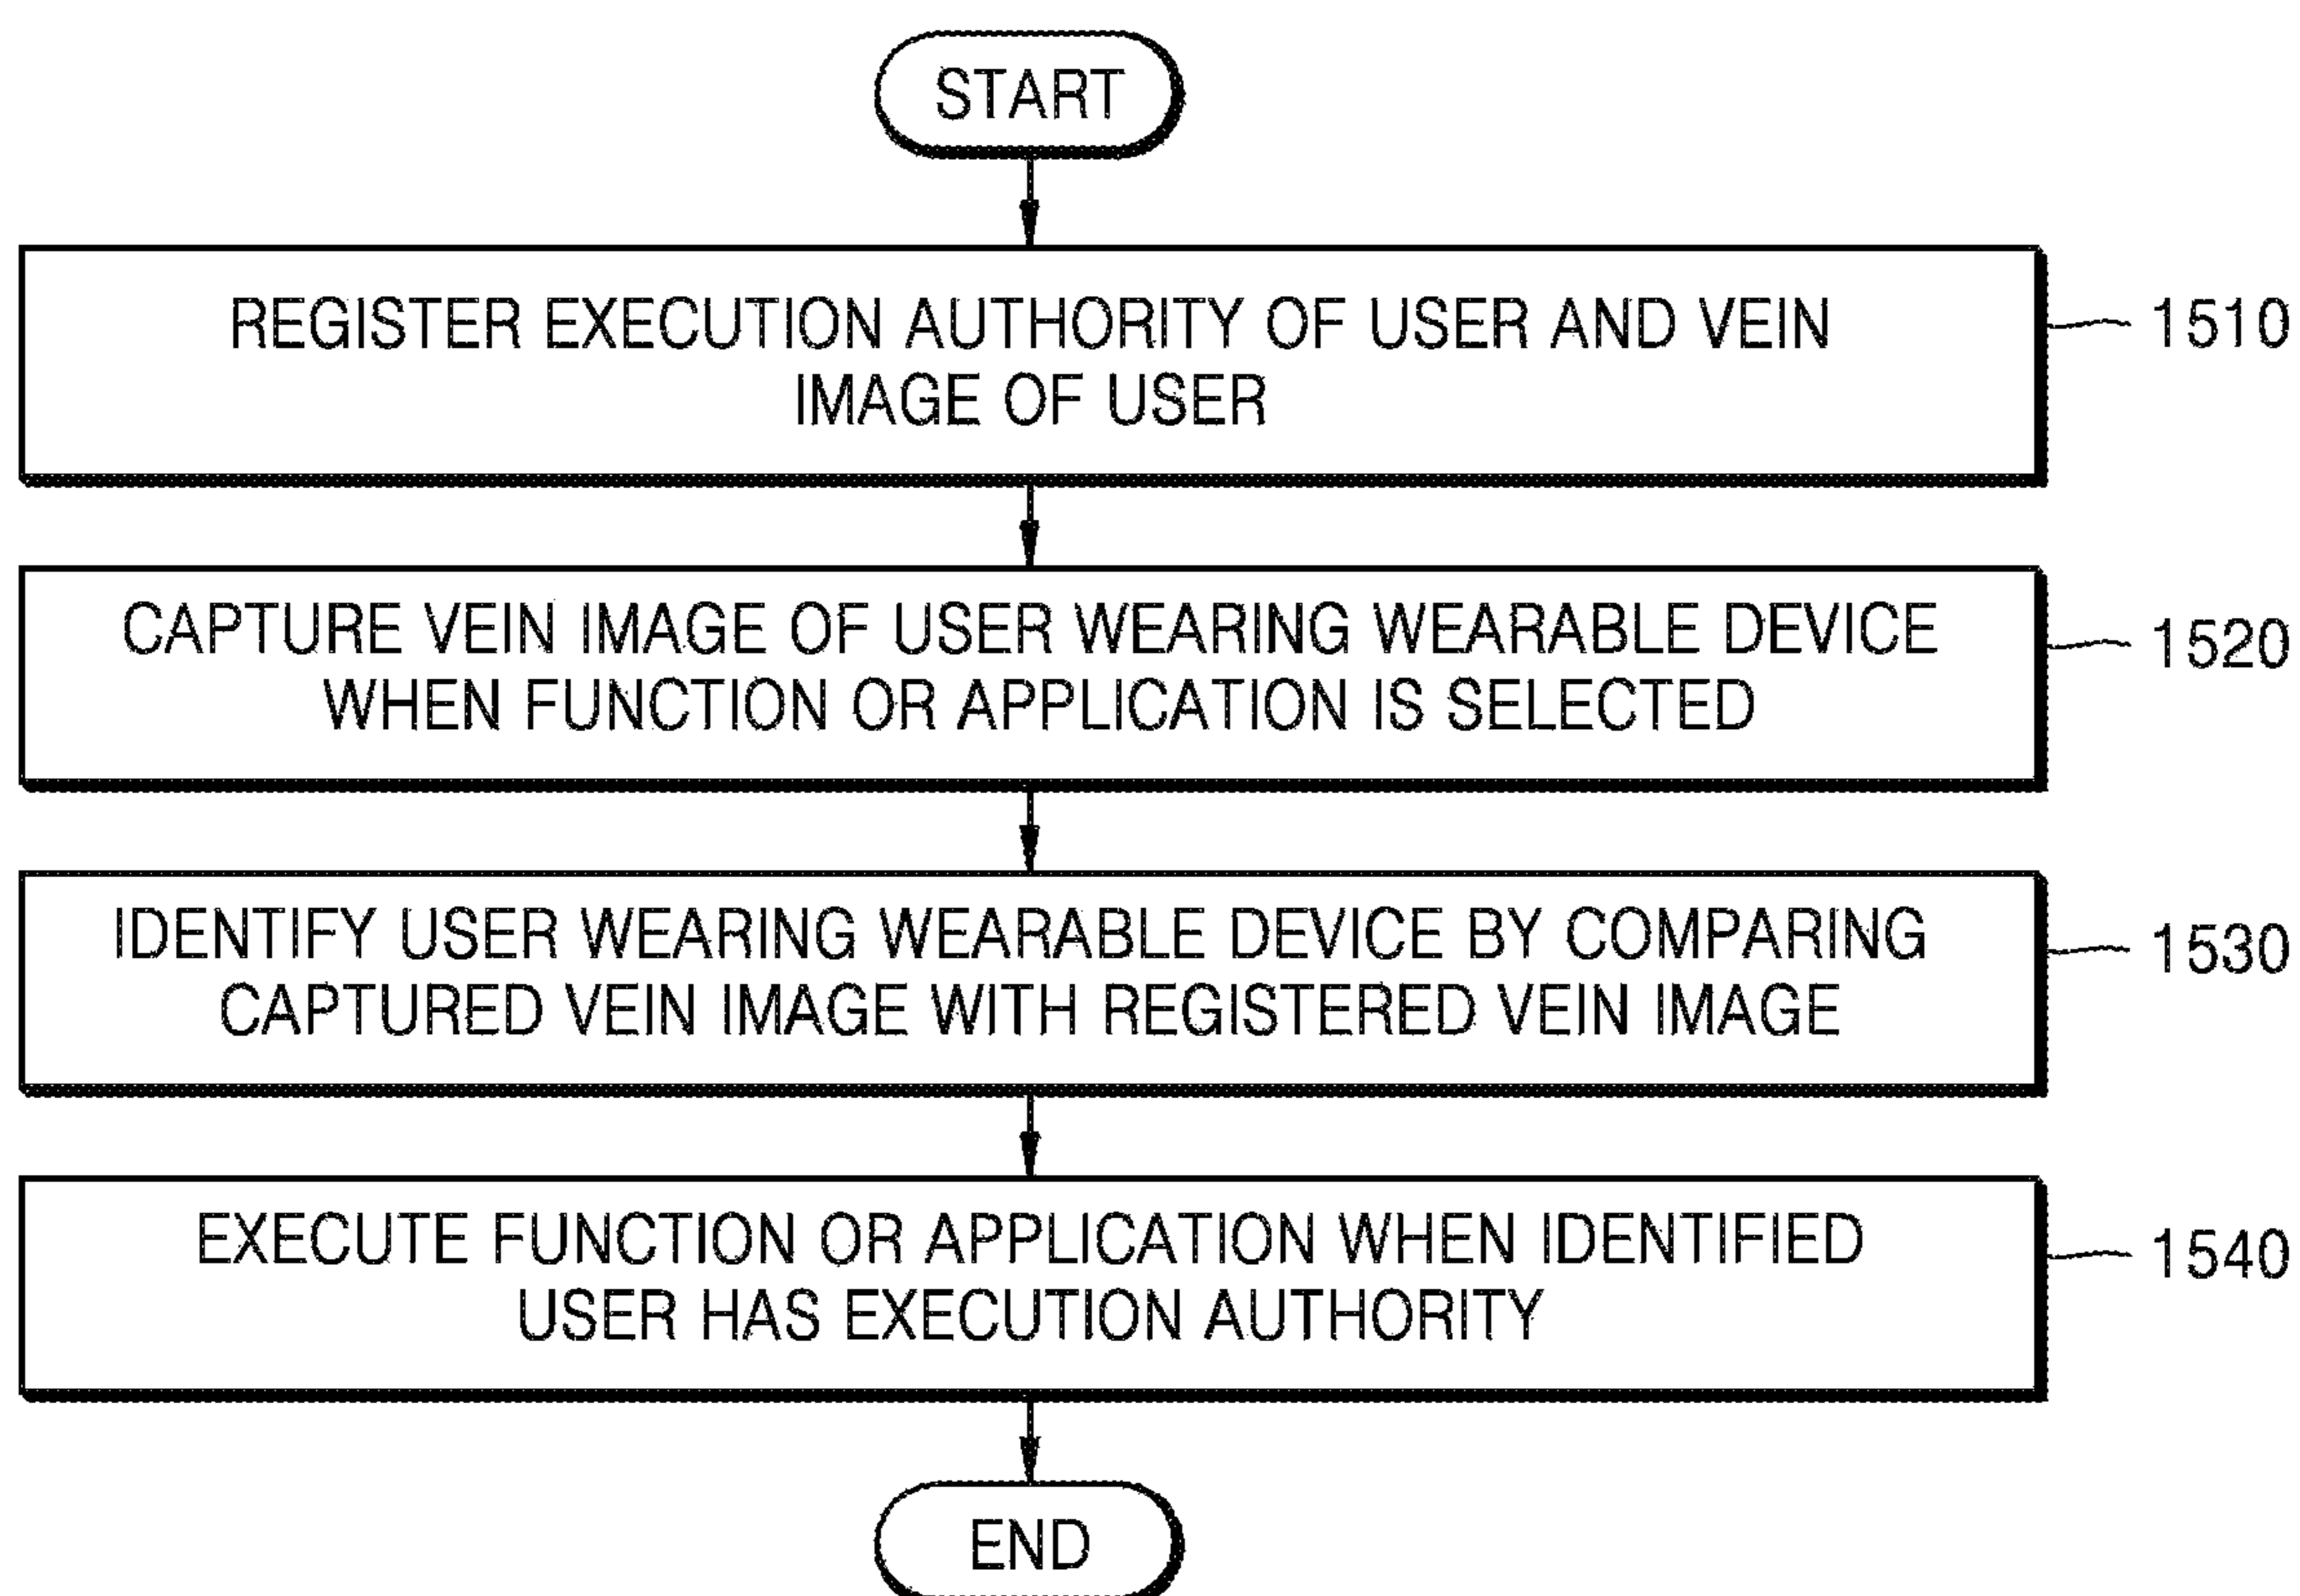 START
REGISTER EXECUTION AUTHORITY OF USER AND VEIN
IMAGE OF USER
1510
CAPTURE VEIN IMAGE OF USER WEARING WEARABLE DEVICE
WHEN FUNCTION OR APPLICATION IS SELECTED
1520
IDENTIFY USER WEARING WEARABLE DEVICE BY COMPARING
CAPTURED VEIN IMAGE WITH REGISTERED VEIN IMAGE
1530
EXECUTE FUNCTION OR APPLICATION WHEN IDENTIFIED
USER HAS EXECUTION AUTHORITY
1540
END